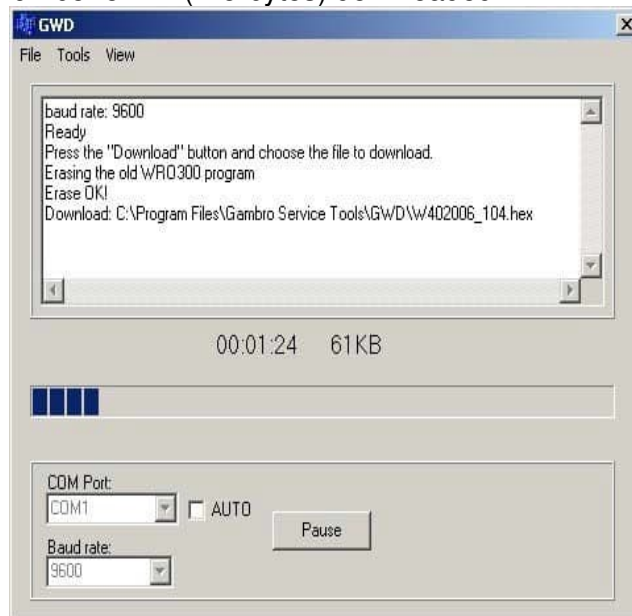 GWD
File Tools View
baud rate: 9600
Ready
Press the "Download" button and choose the file to download.
Erasing the old WRO300 program
Erase OK!
Download: C:\Program Files\Gambro Service Tools\GWD\W402006_104.hex
00:01:24 61KB
COM Port:
COM1 AUTO
Pause
Baud rate:
9600